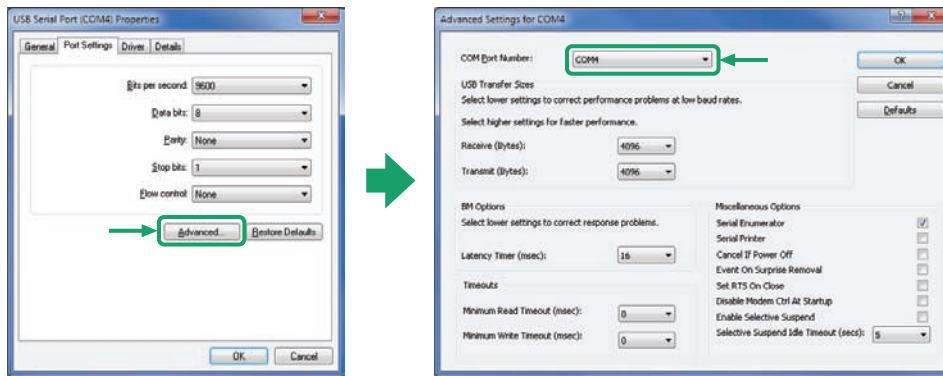 USB Serial Port (COM4) Properties
General Port Settings Driver Details
Bits per second: 9600
Data bits: 8
Parity: None
Stop bits: 1
Flow control: None
Advanced... Restore Defaults
OK Cancel
Advanced Settings for COM4
COM Port Number: COM4
OK
USB Transfer Sizes
Cancel
Select lower settings to correct performance problems at low baud rates.
Defaults
Select higher settings for faster performance.
Receive (Bytes): 4096
Transmit (Bytes): 4096
BM Options
Select lower settings to correct response problems.
Latency Timer (msec): 16
Timeouts
Minimum Read Timeout (msec): 0
Minimum Write Timeout (msec): 0
Miscellaneous Options
Serial Enumerator
Serial Printer
Cancel If Power Off
Event On Surprise Removal
Set RTS On Close
Disable Modem Ctrl At Startup
Enable Selective Suspend
Selective Suspend Idle Timeout (secs): 5